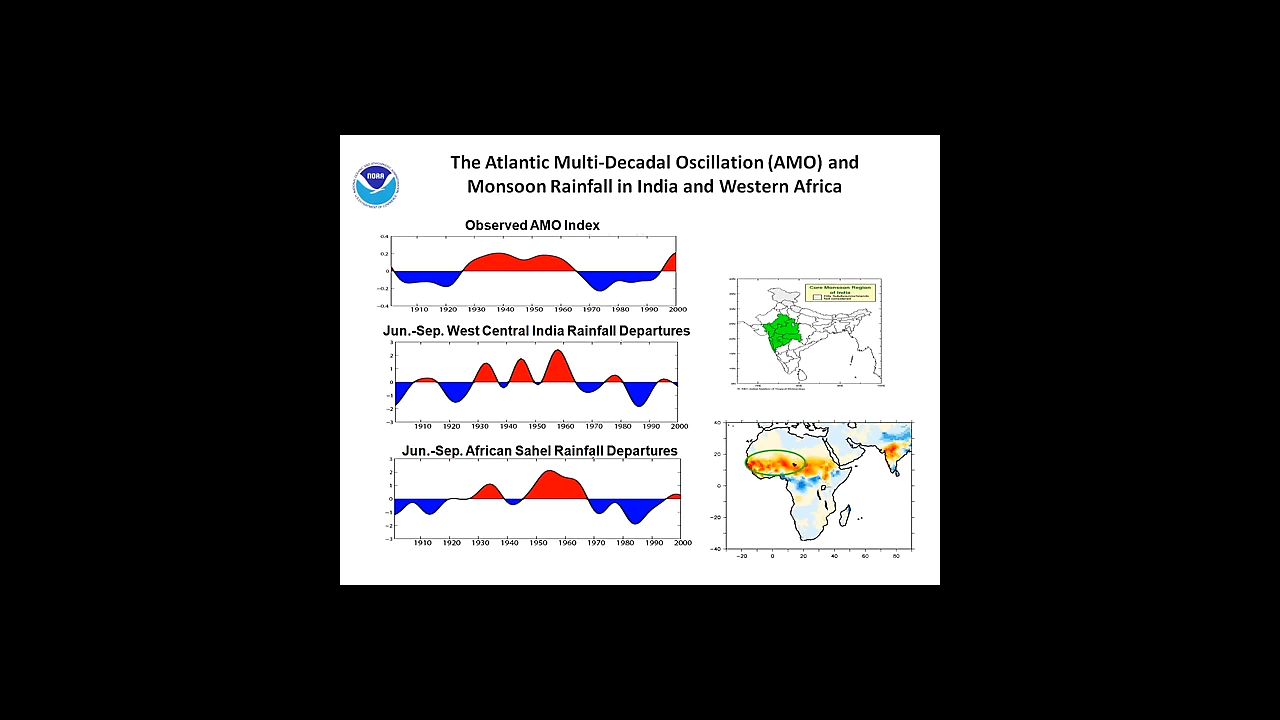 The Atlantic Multi-Decadal Oscillation (AMO) and
Monsoon Rainfall in India and Western Africa
NOAA
Observed AMO Index
0.4
0.2
0
−0.2
−0.4
1910 1920 1930 1940 1950 1960 1970 1980 1990 2000
Jun.-Sep. West Central India Rainfall Departures
3
2
1
0
−1
−2
−3
1910 1920 1930 1940 1950 1960 1970 1980 1990 2000
Jun.-Sep. African Sahel Rainfall Departures
3
2
1
0
−1
−2
−3
1910 1920 1930 1940 1950 1960 1970 1980 1990 2000
Core Monsoon Region
of India
40
20
0
−20
−40
−20 0 20 40 60 80